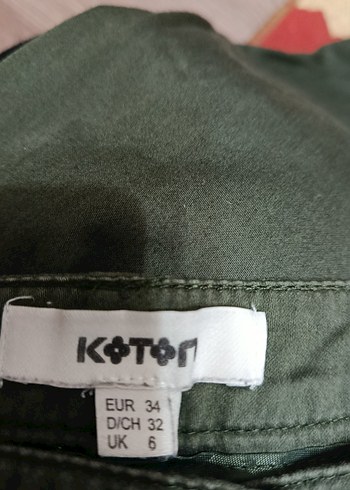 KOTON
EUR 34
D/CH 32
UK 6